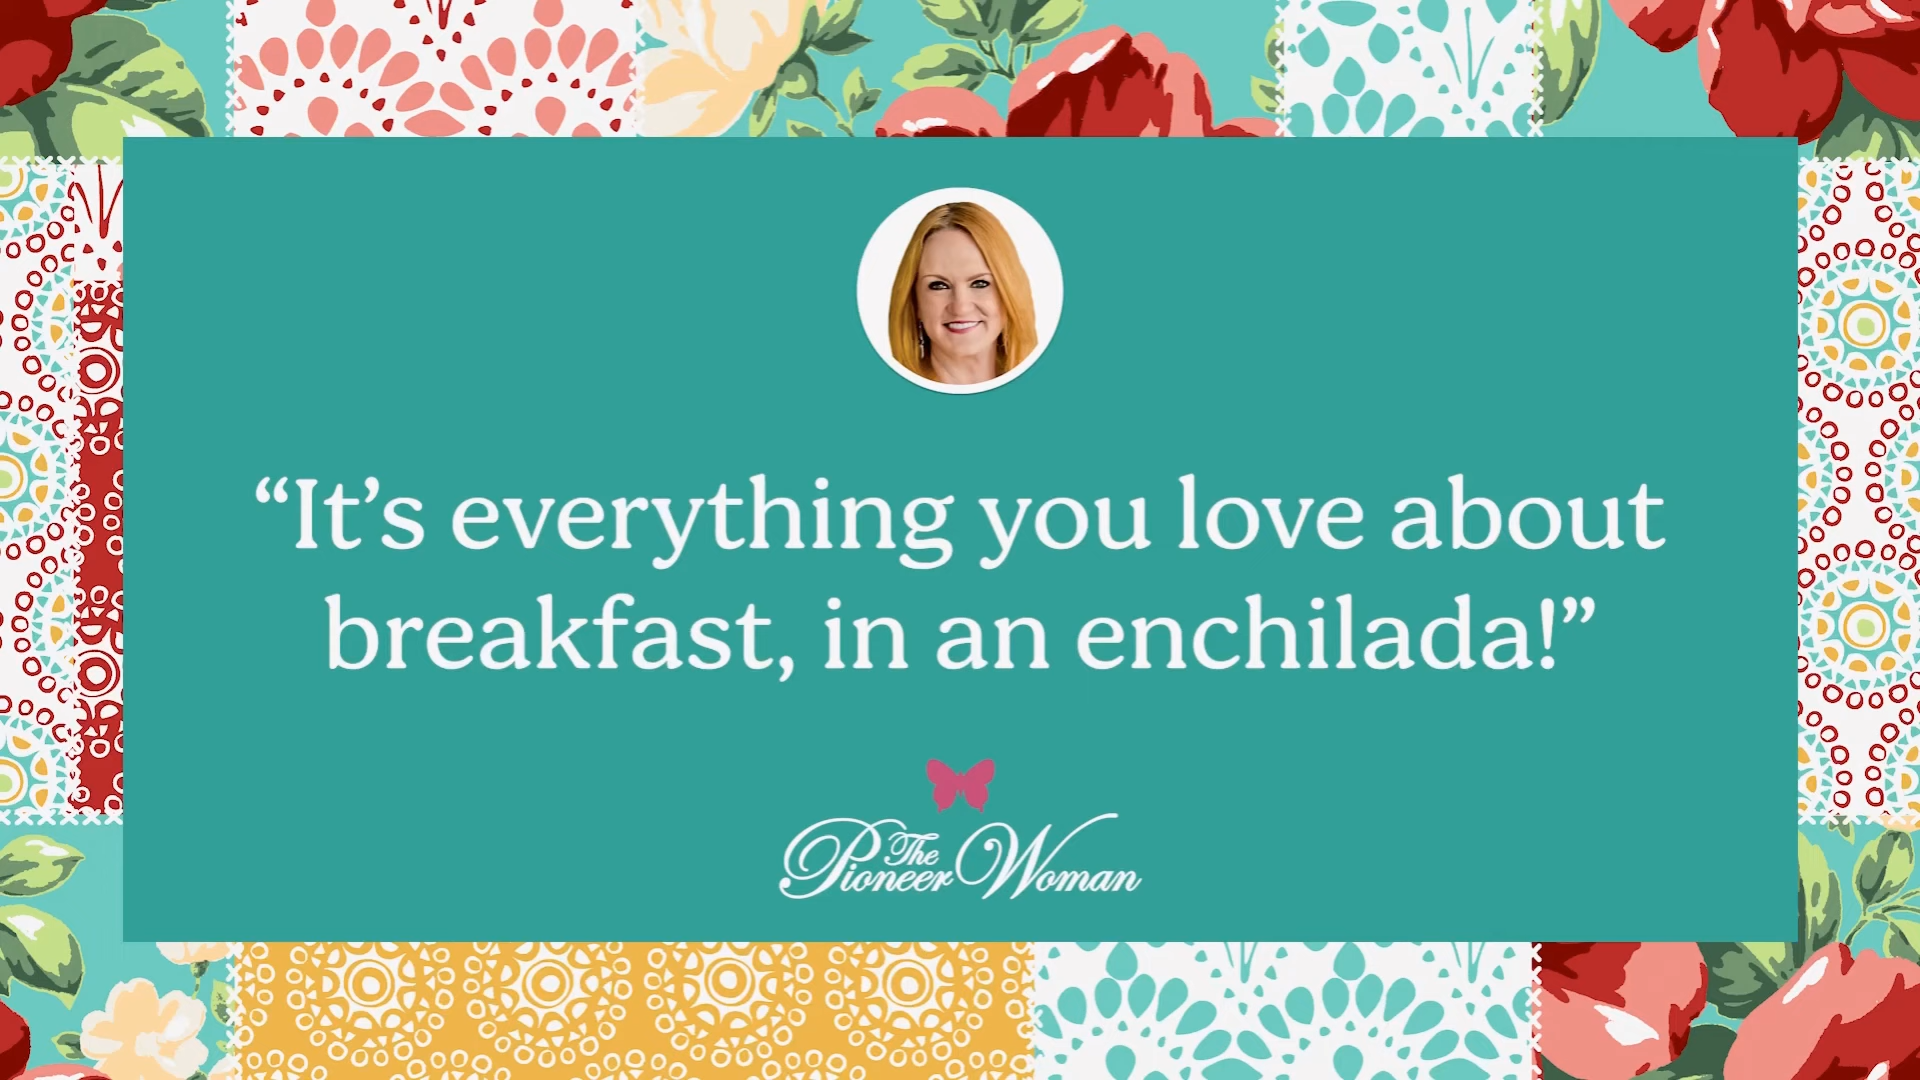 “It’s everything you love about
breakfast, in an enchilada!”
The
Pioneer Woman